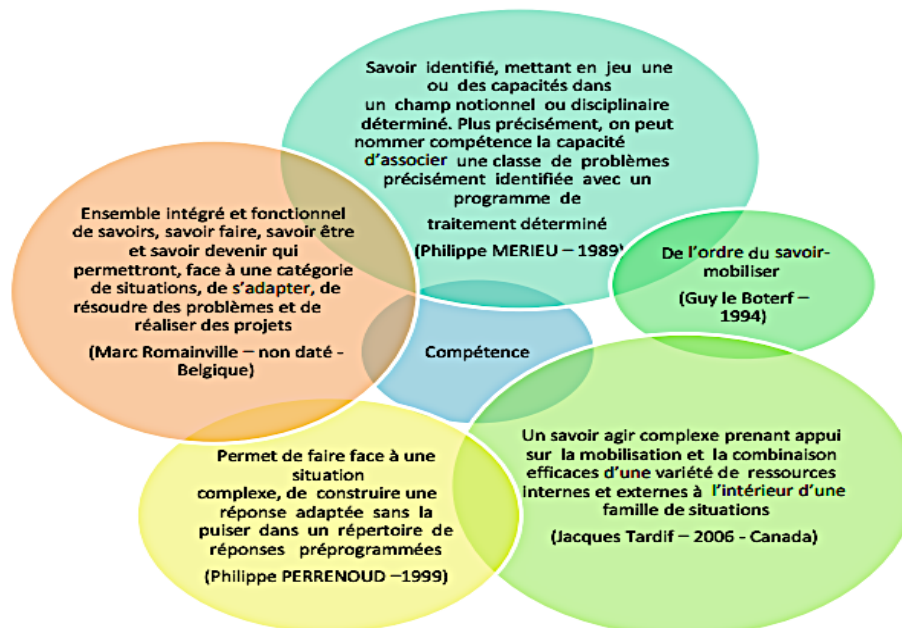 Savoir identifié, mettant en jeu une
ou des capacités dans
un champ notionnel ou disciplinaire
déterminé. Plus précisément, on peut
nommer compétence la capacité
d'associer une classe de problèmes
précisément identifiée avec un
programme de
traitement déterminé
(Philippe MERIEU – 1989)
Ensemble intégré et fonctionnel
de savoirs, savoir faire, savoir être
et savoir devenir qui
permettront, face à une catégorie
de situations, de s'adapter, de
résoudre des problèmes et de
réaliser des projets
(Marc Romainville – non daté -
Belgique)
De l'ordre du savoir-
mobiliser
(Guy le Boterf –
1994)
Compétence
Permet de faire face à une
situation
complexe, de construire une
réponse adaptée sans la
puiser dans un répertoire de
réponses préprogrammées
(Philippe PERRENOUD –1999)
Un savoir agir complexe prenant appui
sur la mobilisation et la combinaison
efficaces d'une variété de ressources
internes et externes à l'intérieur d'une
famille de situations
(Jacques Tardif – 2006 - Canada)